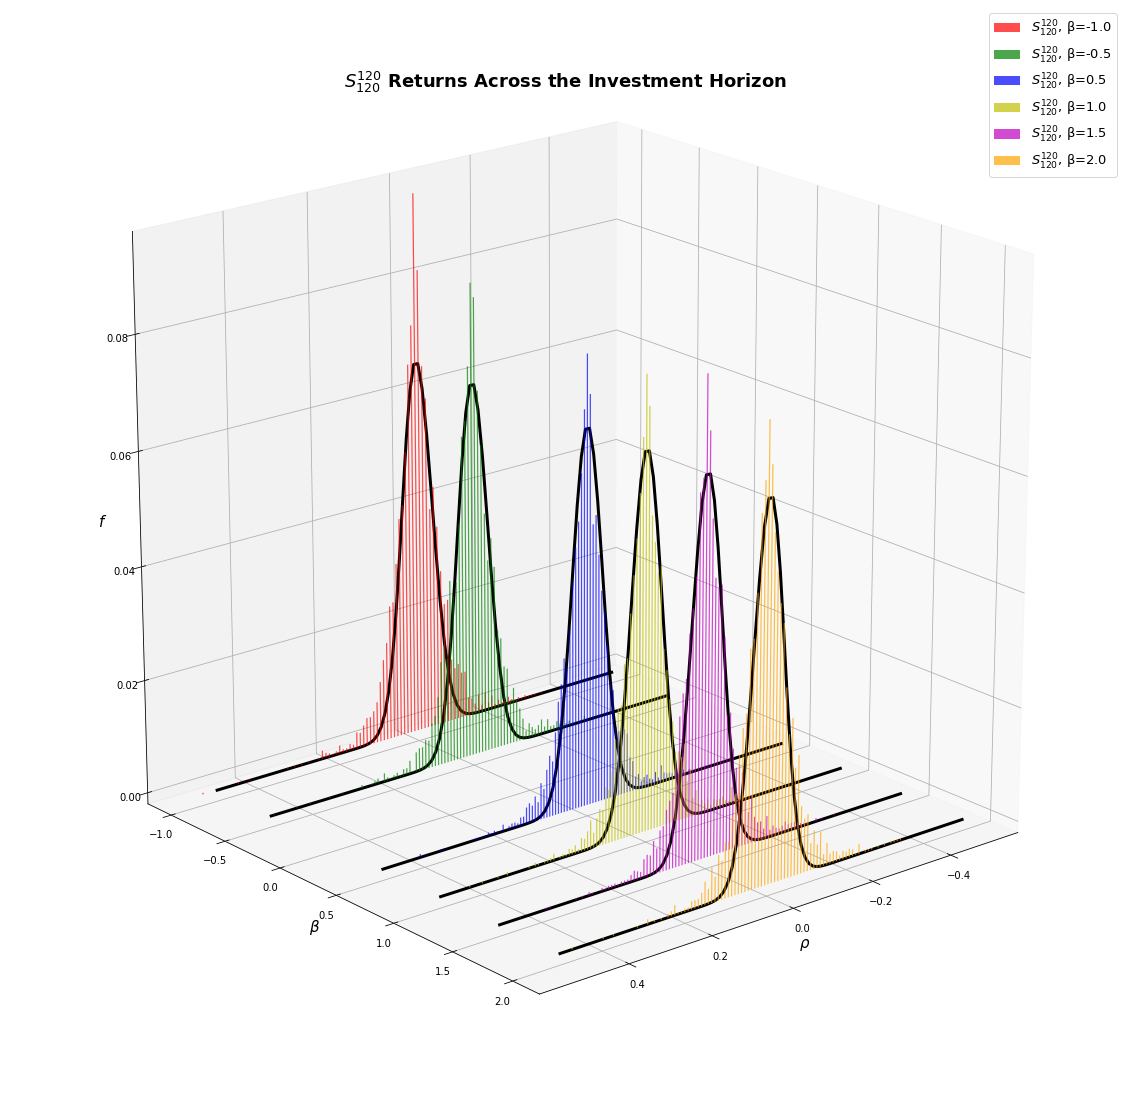 S_{120}^{120}, β=-1.0
S_{120}^{120}, β=-0.5
S_{120}^{120}, β=0.5
S_{120}^{120}, β=1.0
S_{120}^{120}, β=1.5
S_{120}^{120}, β=2.0
S_{120}^{120} Returns Across the Investment Horizon
0.08
0.06
f
0.04
0.02
0.00
−1.0
−0.5
0.0
0.5
β
1.0
1.5
2.0
−0.4
−0.2
0.0
ρ
0.2
0.4